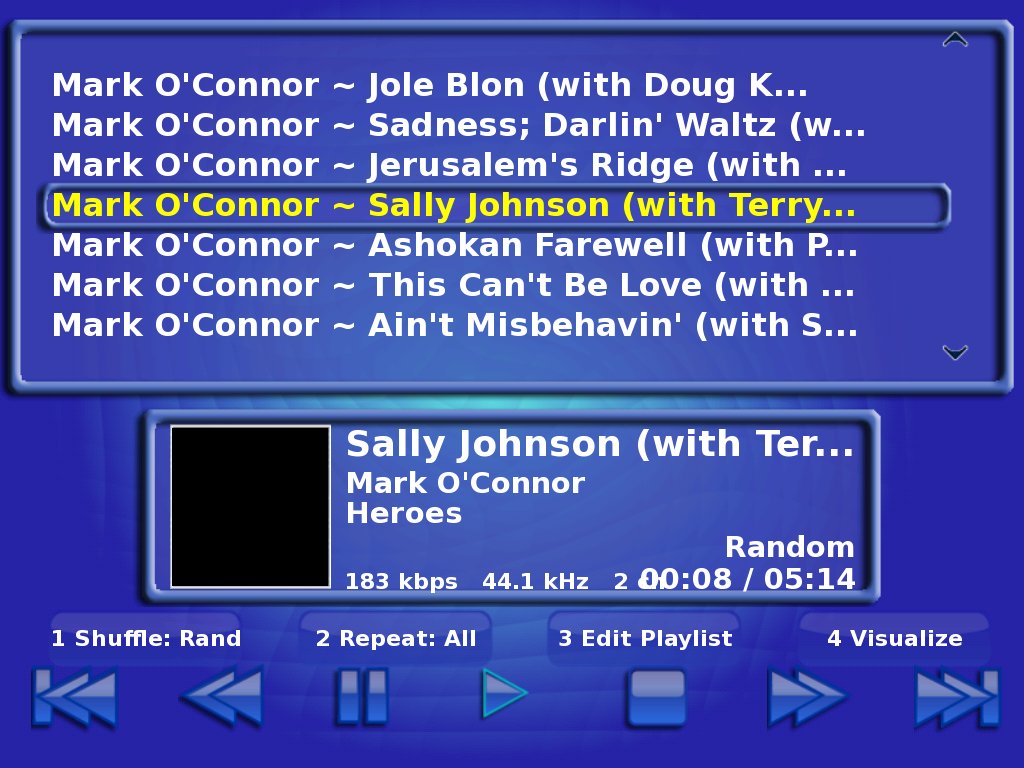 Mark O'Connor ~ Jole Blon (with Doug K...
Mark O'Connor ~ Sadness; Darlin' Waltz (w...
Mark O'Connor ~ Jerusalem's Ridge (with ...
Mark O'Connor ~ Sally Johnson (with Terry...
Mark O'Connor ~ Ashokan Farewell (with P...
Mark O'Connor ~ This Can't Be Love (with ...
Mark O'Connor ~ Ain't Misbehavin' (with S...
Sally Johnson (with Ter...
Mark O'Connor
Heroes
Random
183 kbps 44.1 kHz 2 ch 00:08 / 05:14
1 Shuffle: Rand 2 Repeat: All 3 Edit Playlist 4 Visualize